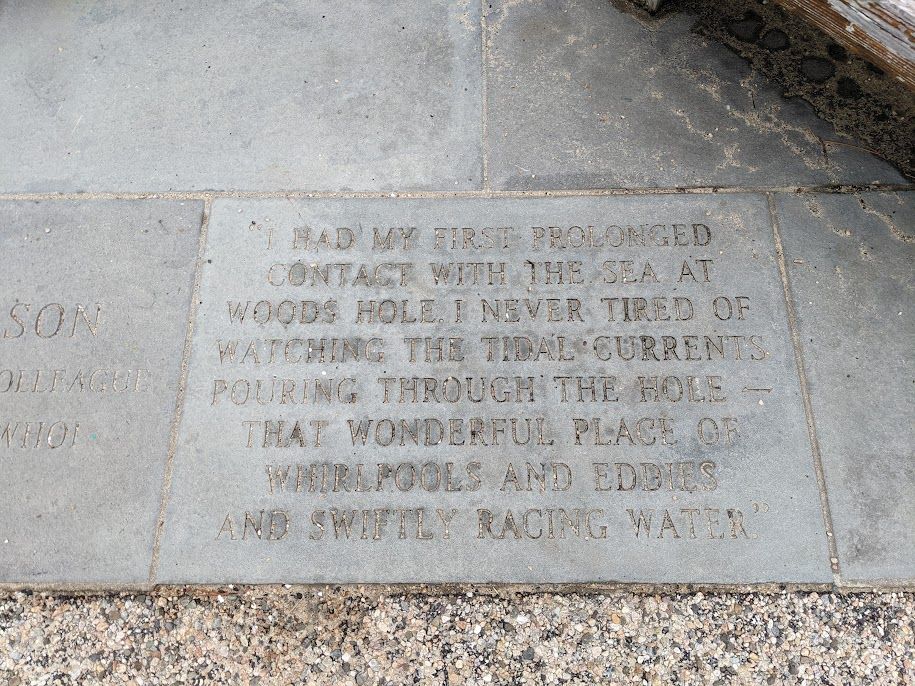 SON
OLLEAGUE
WHOI
"I HAD MY FIRST PROLONGED
CONTACT WITH THE SEA AT
WOODS HOLE. I NEVER TIRED OF
WATCHING THE TIDAL CURRENTS
POURING THROUGH THE HOLE —
THAT WONDERFUL PLACE OF
WHIRLPOOLS AND EDDIES
AND SWIFTLY RACING WATER."